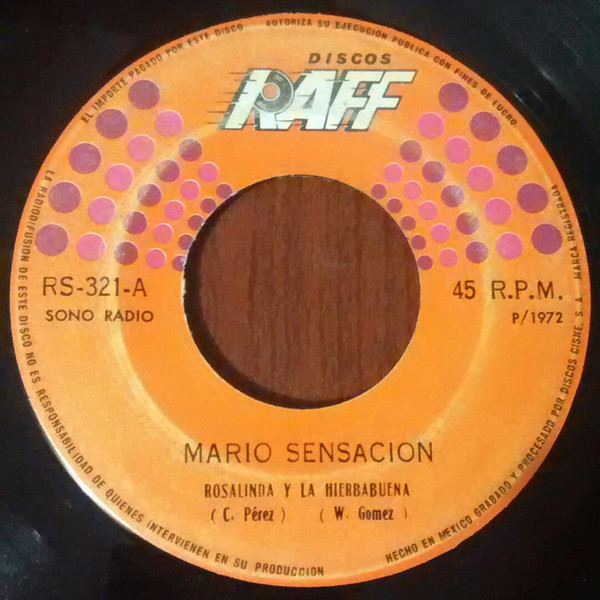 DISCOS
RAFF
RS-321-A
SONO RADIO
45 R.P.M.
P/1972
MARIO SENSACION
ROSALINDA Y LA HIERBABUENA
( C. Pérez ) ( W. Gomez )
EL IMPORTE PAGADO POR ESTE DISCO AUTORIZA SU EJECUCION PUBLICA CON FINES DE LUCRO.
LA RADIODIFUSION DE ESTE DISCO NO ES RESPONSABILIDAD DE QUIENES INTERVIENEN EN SU PRODUCCION
HECHO EN MEXICO GRABADO Y PROCESADO POR DISCOS CISNE, S. A. MARCA REGISTRADA